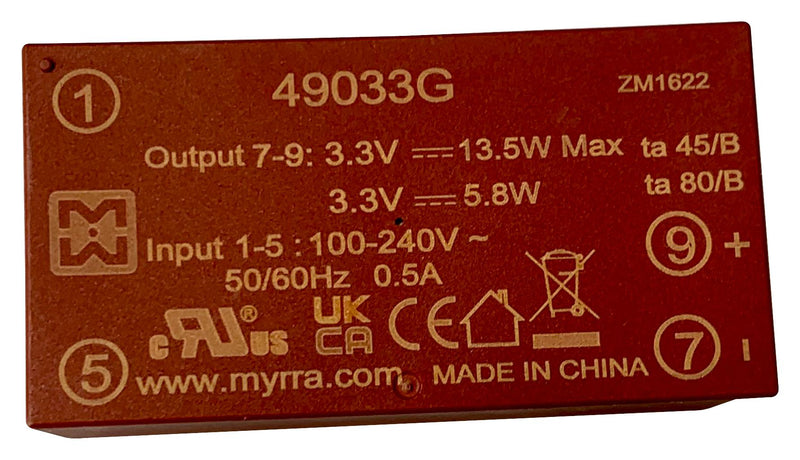 ① 49033G ZM1622
Output 7-9: 3.3V ⎓ 13.5W Max ta 45/B
3.3V ⎓ 5.8W ta 80/B
Input 1-5 : 100-240V ~ ⑨ +
50/60Hz 0.5A
c RU ® US UK CA CE
⑤ www.myrra.com MADE IN CHINA ⑦ -